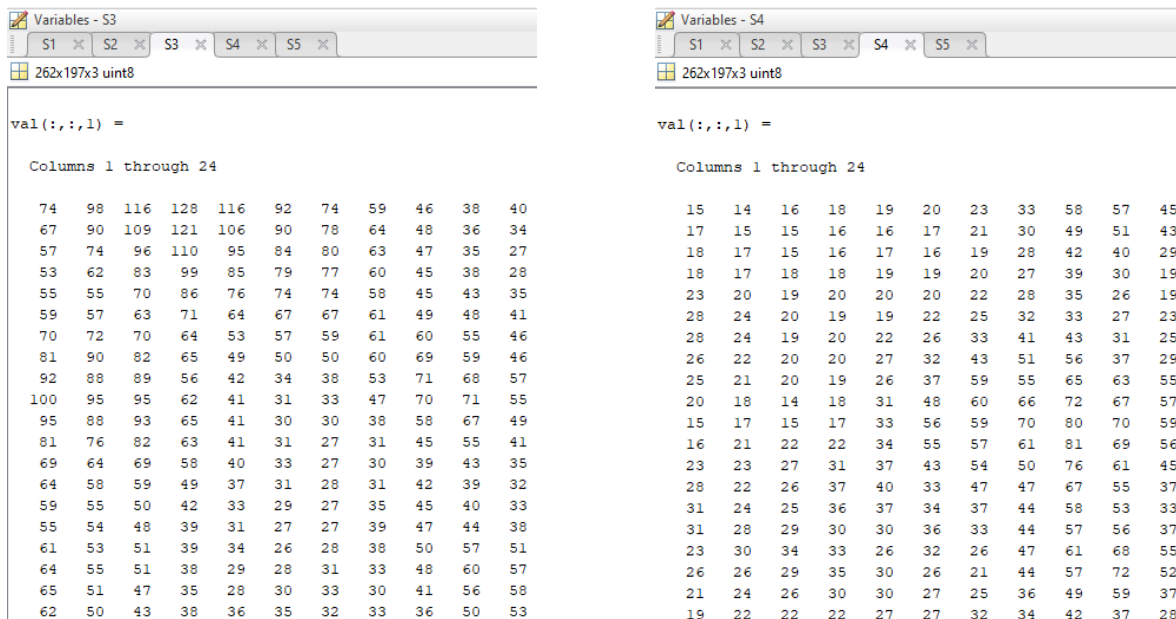 Variables - S3
S1 S2 S3 S4 S5
262x197x3 uint8
val(:,:,1) =
Columns 1 through 24
74 98 116 128 116 92 74 59 46 38 40
67 90 109 121 106 90 78 64 48 36 34
57 74 96 110 95 84 80 63 47 35 27
53 62 83 99 85 79 77 60 45 38 28
55 55 70 86 76 74 74 58 45 43 35
59 57 63 71 64 67 67 61 49 48 41
70 72 70 64 53 57 59 61 60 55 46
81 90 82 65 49 50 50 60 69 59 46
92 88 89 56 42 34 38 53 71 68 57
100 95 95 62 41 31 33 47 70 71 55
95 88 93 65 41 30 30 38 58 67 49
81 76 82 63 41 31 27 31 45 55 41
69 64 69 58 40 33 27 30 39 43 35
64 58 59 49 37 31 28 31 42 39 32
59 55 50 42 33 29 27 35 45 40 33
55 54 48 39 31 27 27 39 47 44 38
61 53 51 39 34 26 28 38 50 57 51
64 55 51 38 29 28 31 33 48 60 57
65 51 47 35 28 30 33 30 41 56 58
62 50 43 38 36 35 32 33 36 50 53
Variables - S4
S1 S2 S3 S4 S5
262x197x3 uint8
val(:,:,1) =
Columns 1 through 24
15 14 16 18 19 20 23 33 58 57 45
17 15 15 16 16 17 21 30 49 51 43
18 17 15 16 17 16 19 28 42 40 29
18 17 18 18 19 19 20 27 39 30 19
23 20 19 20 20 20 22 28 35 26 19
28 24 20 19 19 22 25 32 33 27 23
28 24 19 20 22 26 33 41 43 31 25
26 22 20 20 27 32 43 51 56 37 29
25 21 20 19 26 37 59 55 65 63 55
20 18 14 18 31 48 60 66 72 67 57
15 17 15 17 33 56 59 70 80 70 59
16 21 22 22 34 55 57 61 81 69 56
23 23 27 31 37 43 54 50 76 61 45
28 22 26 37 40 33 47 47 67 55 37
31 24 25 36 37 34 37 44 58 53 33
31 28 29 30 30 36 33 44 57 56 37
23 30 34 33 26 32 26 47 61 68 55
26 26 29 35 30 26 21 44 57 72 52
21 24 26 30 30 27 25 36 49 59 37
19 22 22 22 27 27 32 34 42 37 28